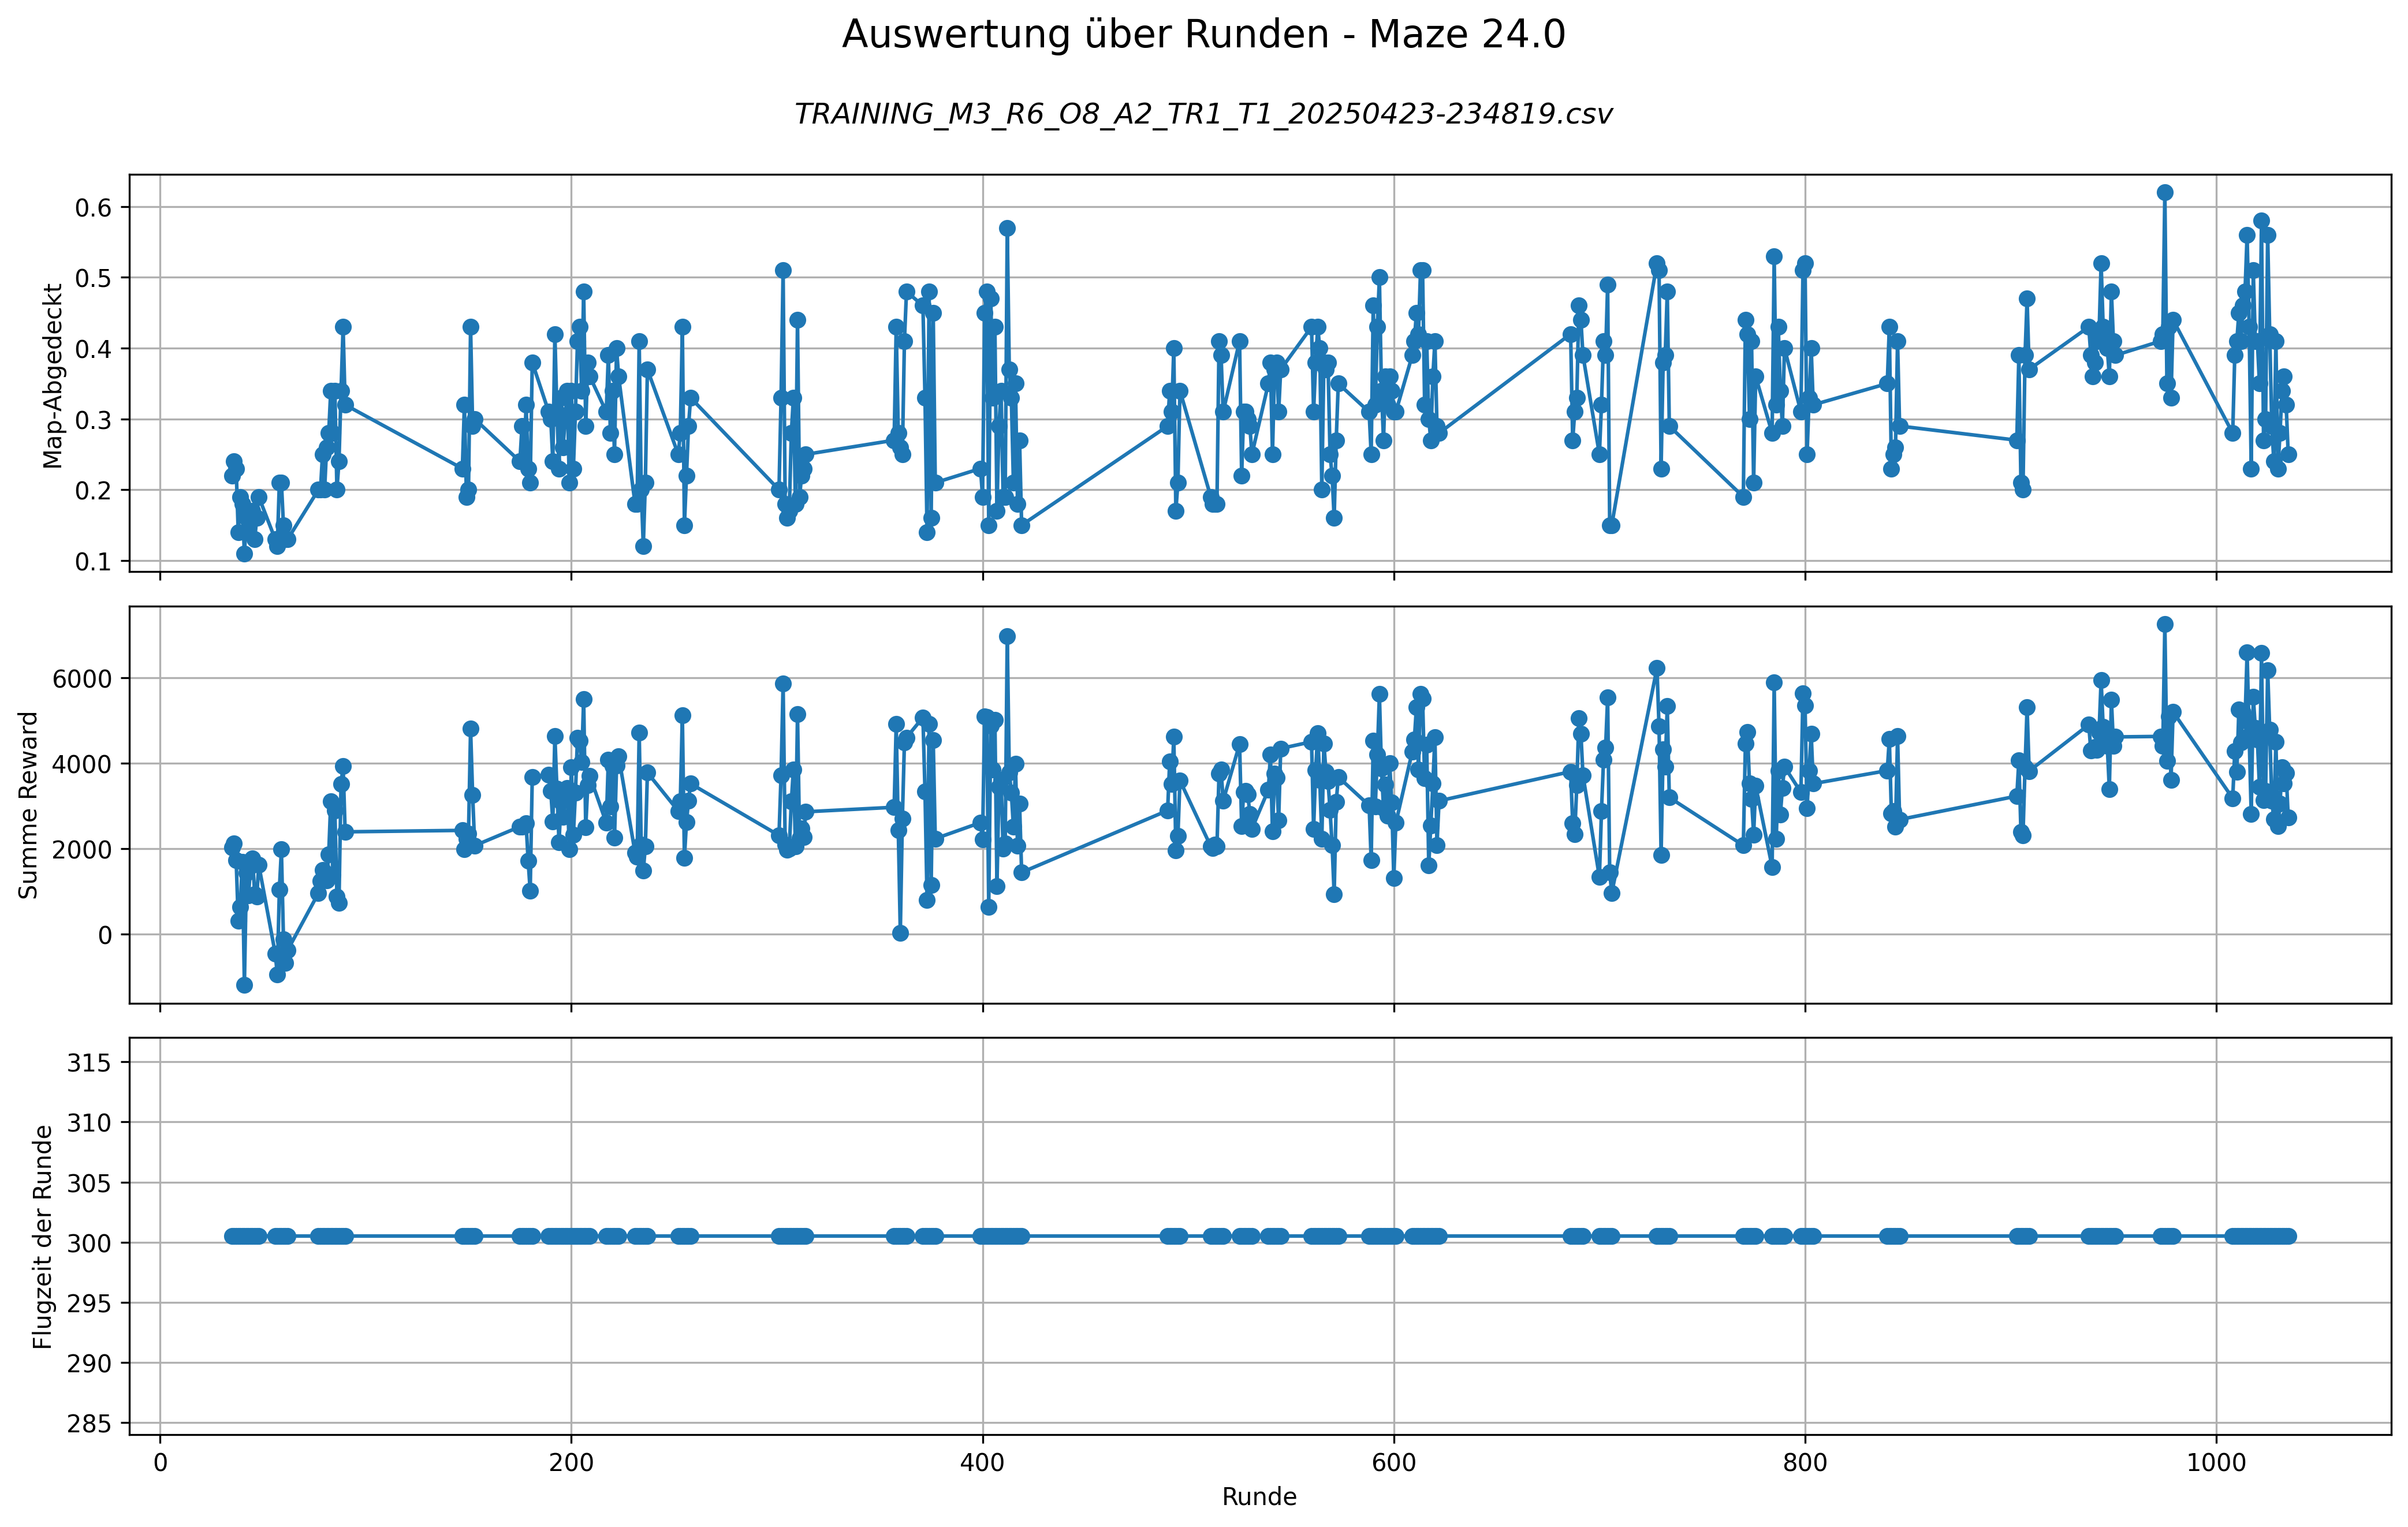 Auswertung über Runden - Maze 24.0
TRAINING_M3_R6_O8_A2_TR1_T1_20250423-234819.csv
Map-Abgedeckt
0.6
0.5
0.4
0.3
0.2
0.1
Summe Reward
6000
4000
2000
0
Flugzeit der Runde
315
310
305
300
295
290
285
0 200 400 600 800 1000
Runde